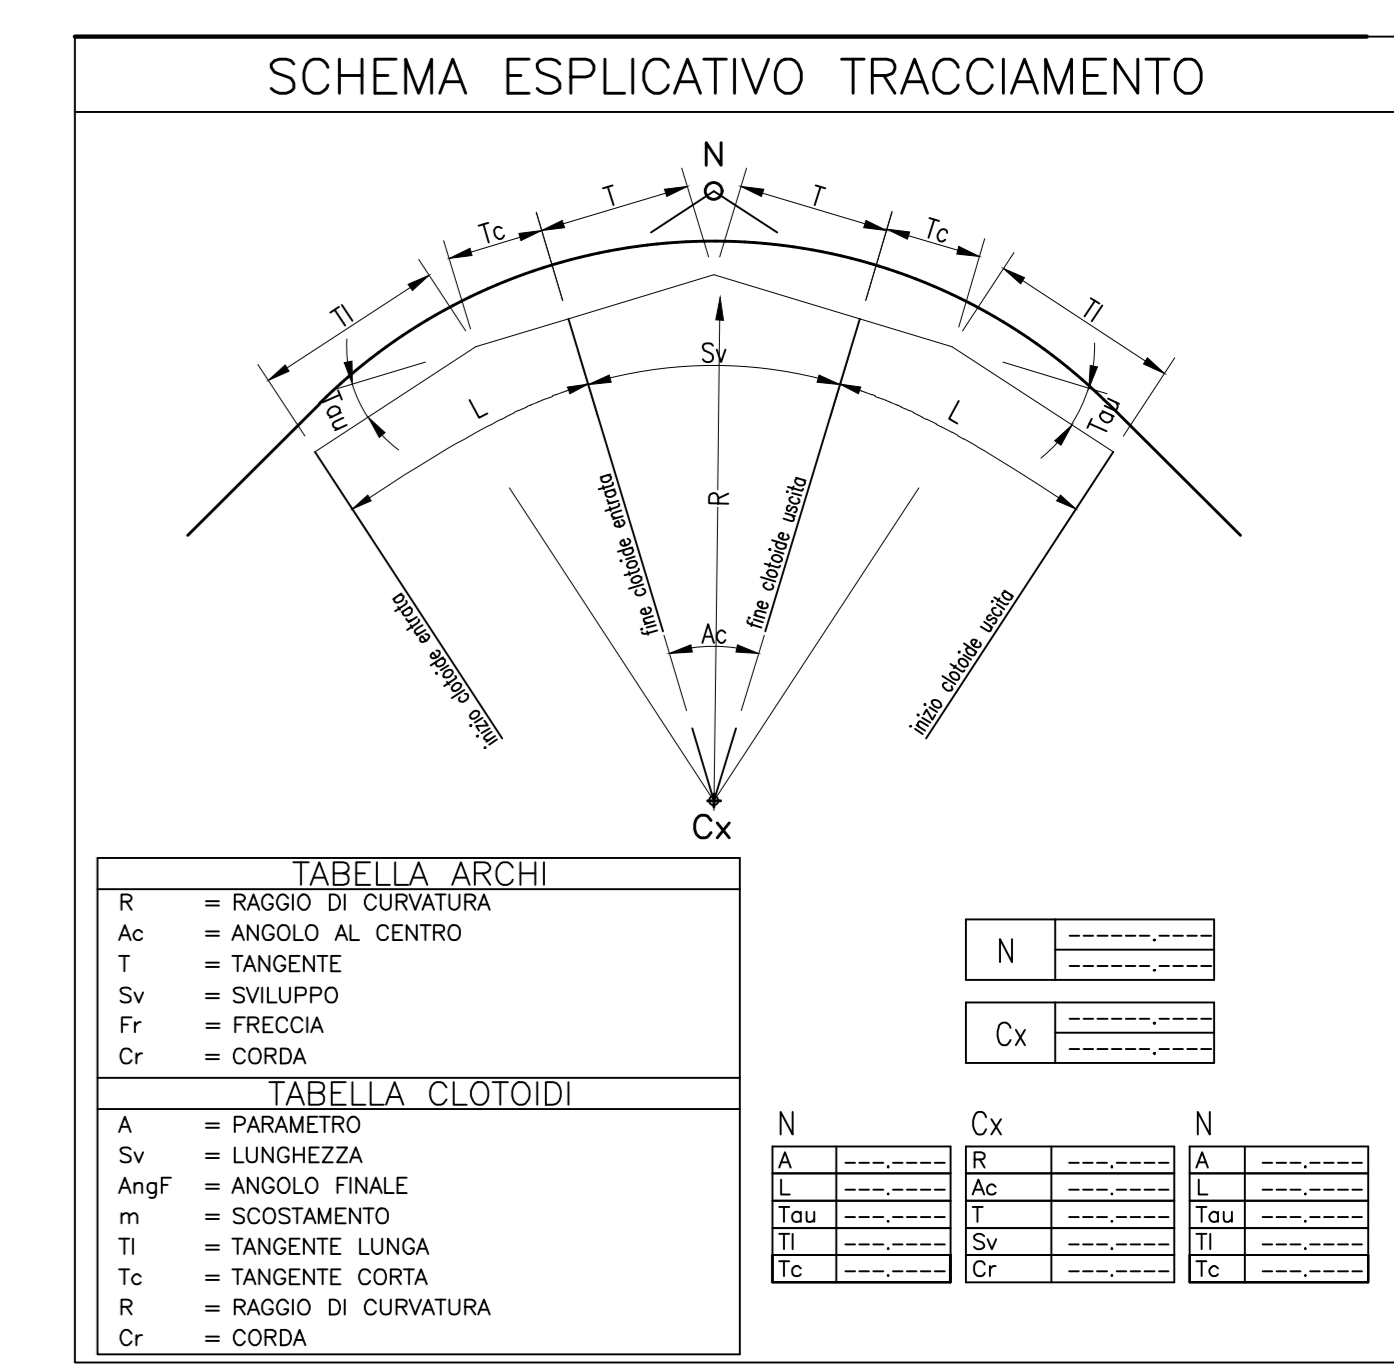 SCHEMA ESPLICATIVO TRACCIAMENTO
N
T T
Tc Tc
Tl Tl
Sv
Tau Tau
L L
R
fine clotoide entrata
fine clotoide uscita
inizio clotoide entrata
inizio clotoide uscita
Ac
Cx
TABELLA ARCHI
R = RAGGIO DI CURVATURA
Ac = ANGOLO AL CENTRO
T = TANGENTE
Sv = SVILUPPO
Fr = FRECCIA
Cr = CORDA
TABELLA CLOTOIDI
A = PARAMETRO
Sv = LUNGHEZZA
AngF = ANGOLO FINALE
m = SCOSTAMENTO
Tl = TANGENTE LUNGA
Tc = TANGENTE CORTA
R = RAGGIO DI CURVATURA
Cr = CORDA
N ------.----
------.----
Cx ------.----
------.----
N
A ---.----
L ---.----
Tau ---.----
Tl ---.----
Tc ---.----
Cx
R ---.----
Ac ---.----
T ---.----
Sv ---.----
Cr ---.----
N
A ---.----
L ---.----
Tau ---.----
Tl ---.----
Tc ---.----